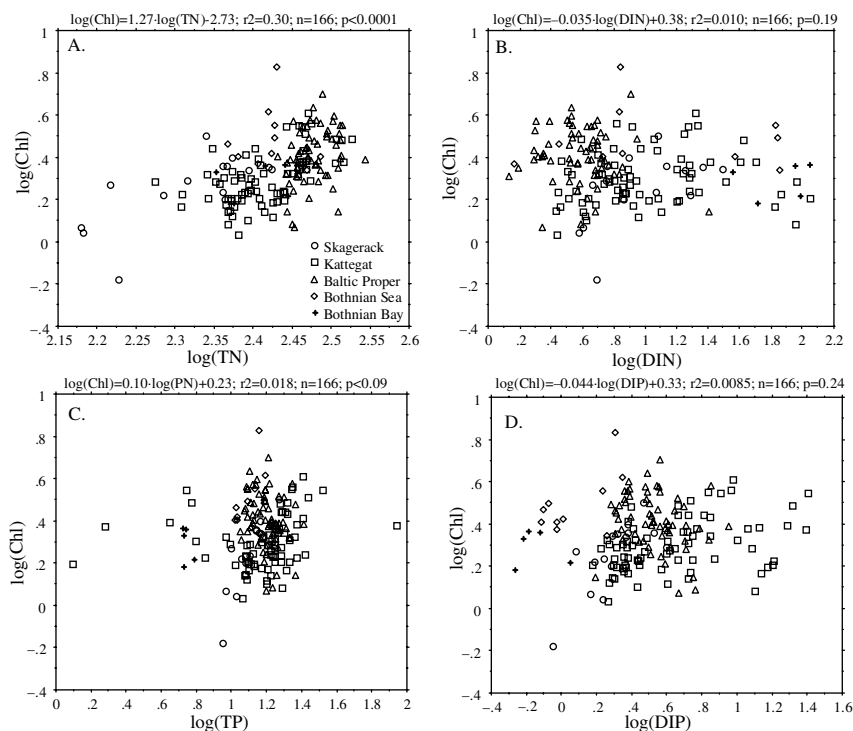 log(Chl)=1.27·log(TN)-2.73; r2=0.30; n=166; p<0.0001
A.
log(Chl)
1
.8
.6
.4
.2
0
−.2
−.4
2.15 2.2 2.25 2.3 2.35 2.4 2.45 2.5 2.55 2.6
log(TN)
Skagerack
Kattegat
Baltic Proper
Bothnian Sea
Bothnian Bay
log(Chl)=−0.035·log(DIN)+0.38; r2=0.010; n=166; p=0.19
B.
log(Chl)
1
.8
.6
.4
.2
0
−.2
−.4
0 .2 .4 .6 .8 1 1.2 1.4 1.6 1.8 2 2.2
log(DIN)
log(Chl)=0.10·log(PN)+0.23; r2=0.018; n=166; p<0.09
C.
log(Chl)
1
.8
.6
.4
.2
0
−.2
−.4
0 .2 .4 .6 .8 1 1.2 1.4 1.6 1.8 2
log(TP)
log(Chl)=−0.044·log(DIP)+0.33; r2=0.0085; n=166; p=0.24
D.
log(Chl)
1
.8
.6
.4
.2
0
−.2
−.4
−.4 −.2 0 .2 .4 .6 .8 1 1.2 1.4 1.6
log(DIP)